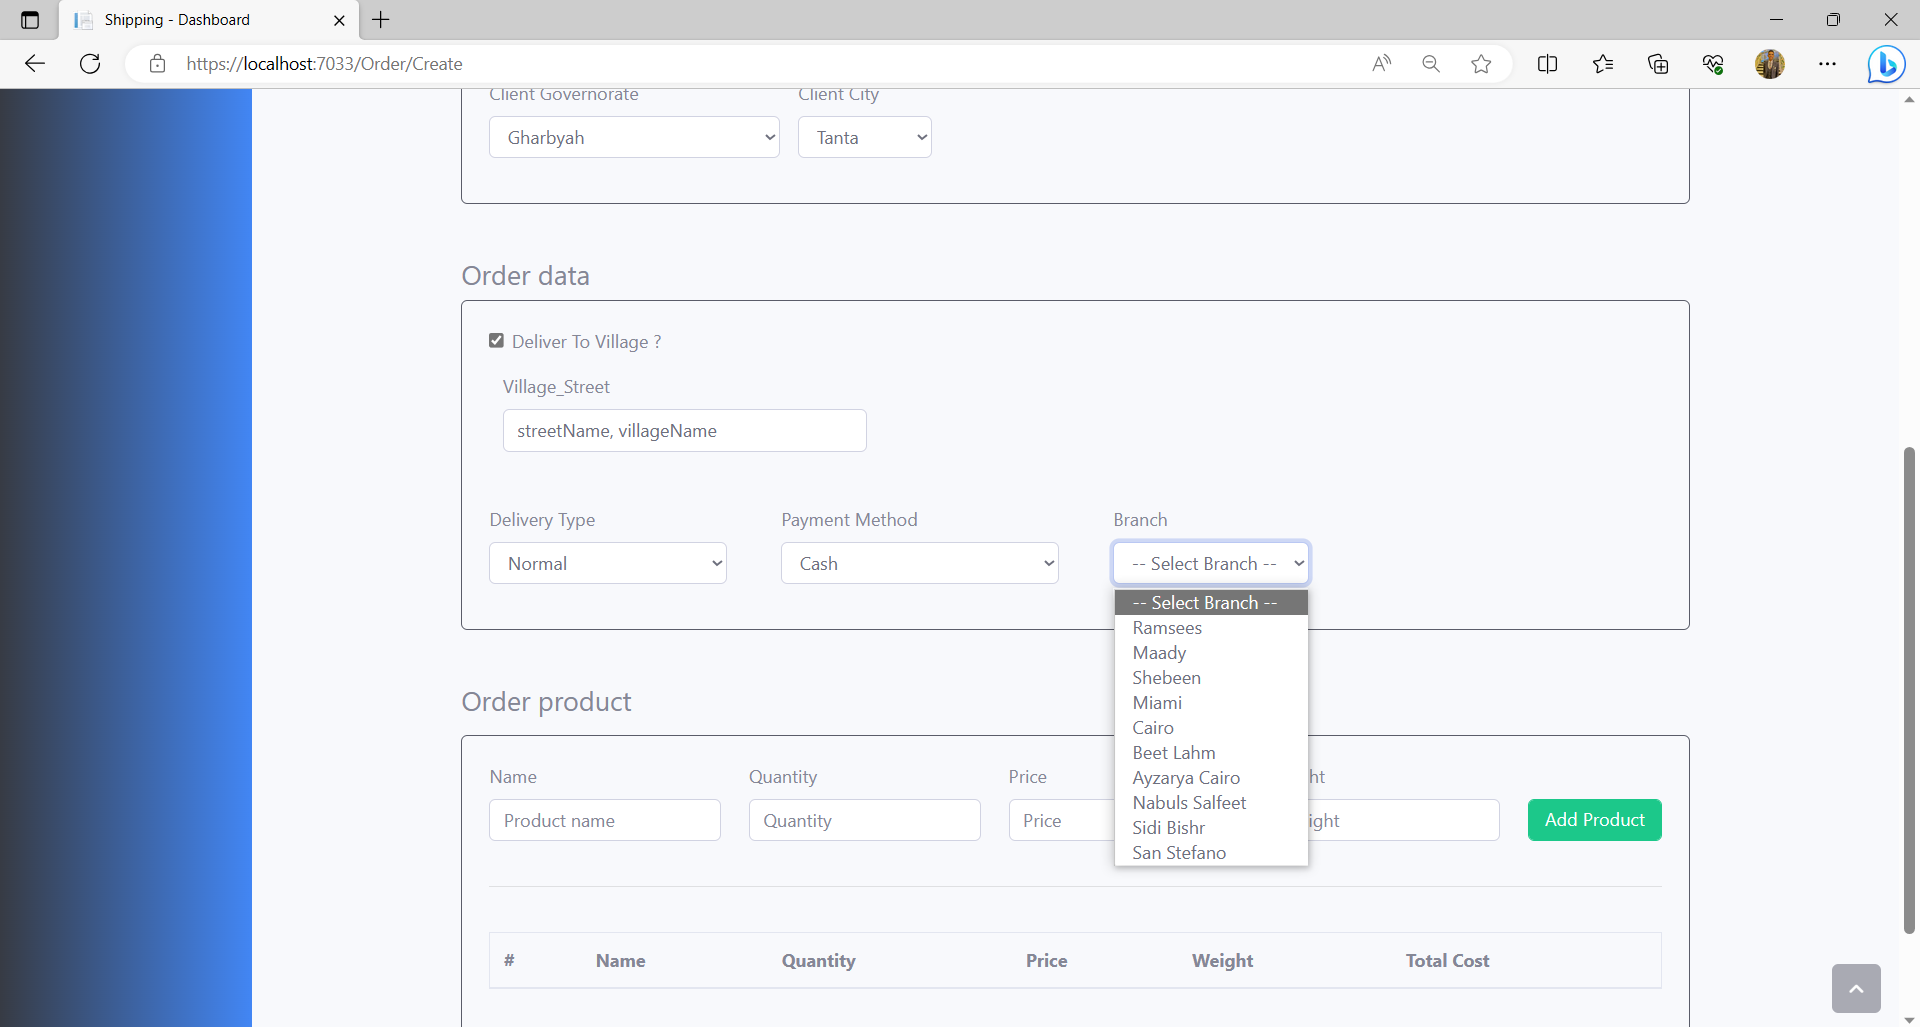 Shipping - Dashboard
https://localhost:7033/Order/Create
Client Governorate Client City
Gharbyah Tanta
Order data
Deliver To Village ?
Village_Street
streetName, villageName
Delivery Type Payment Method Branch
Normal Cash -- Select Branch --
-- Select Branch --
Ramsees
Maady
Shebeen
Miami
Cairo
Beet Lahm
Ayzarya Cairo
Nabuls Salfeet
Sidi Bishr
San Stefano
Order product
Name Quantity Price ht
Product name Quantity Price ight Add Product
# Name Quantity Price Weight Total Cost